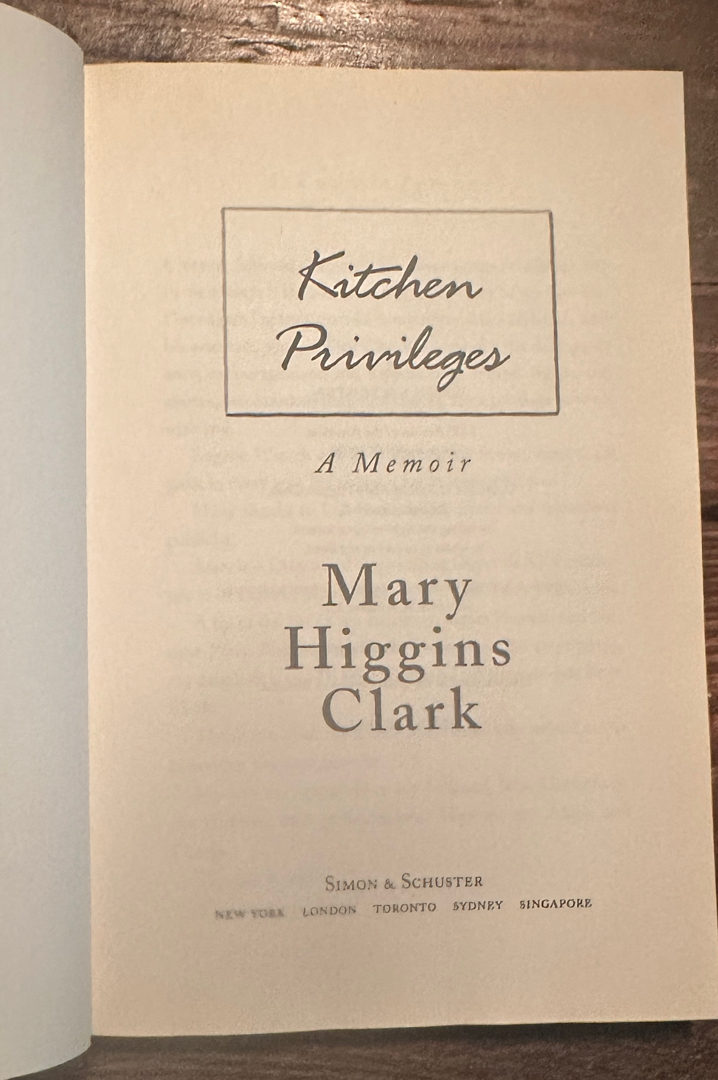 Kitchen
Privileges
A Memoir
Mary
Higgins
Clark
SIMON & SCHUSTER
NEW YORK LONDON TORONTO SYDNEY SINGAPORE